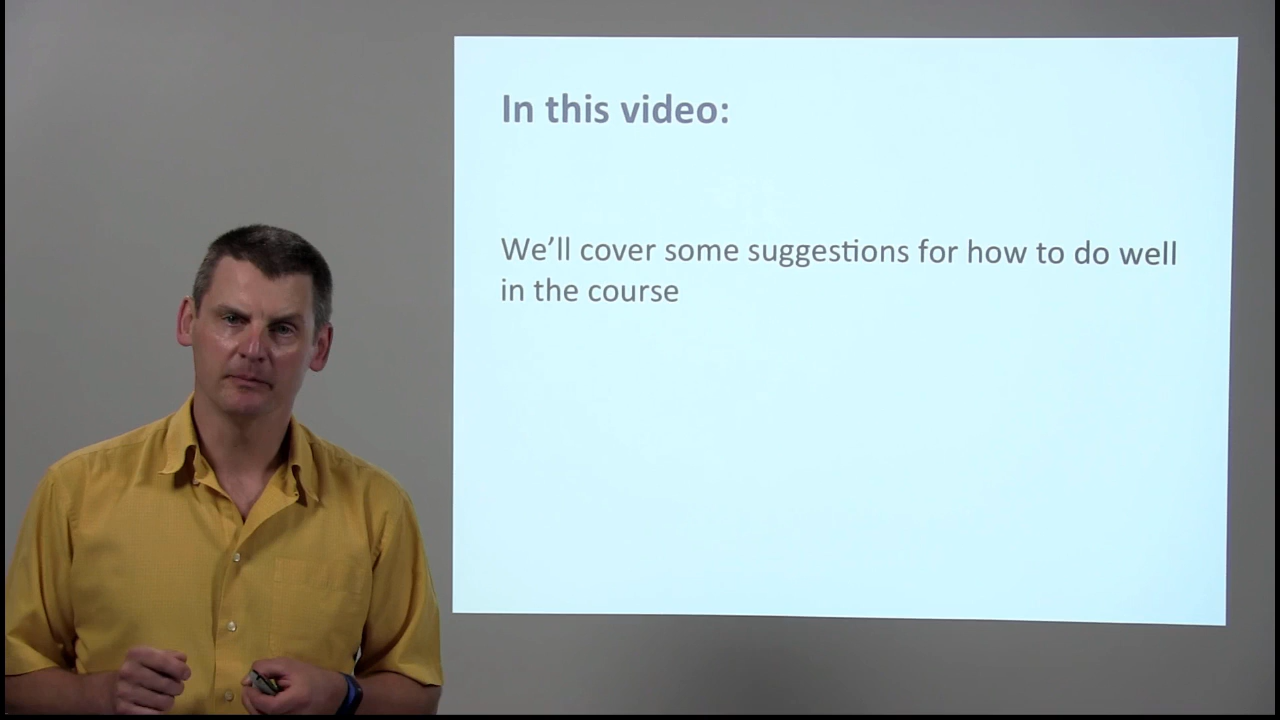 In this video:
We’ll cover some suggestions for how to do well
in the course